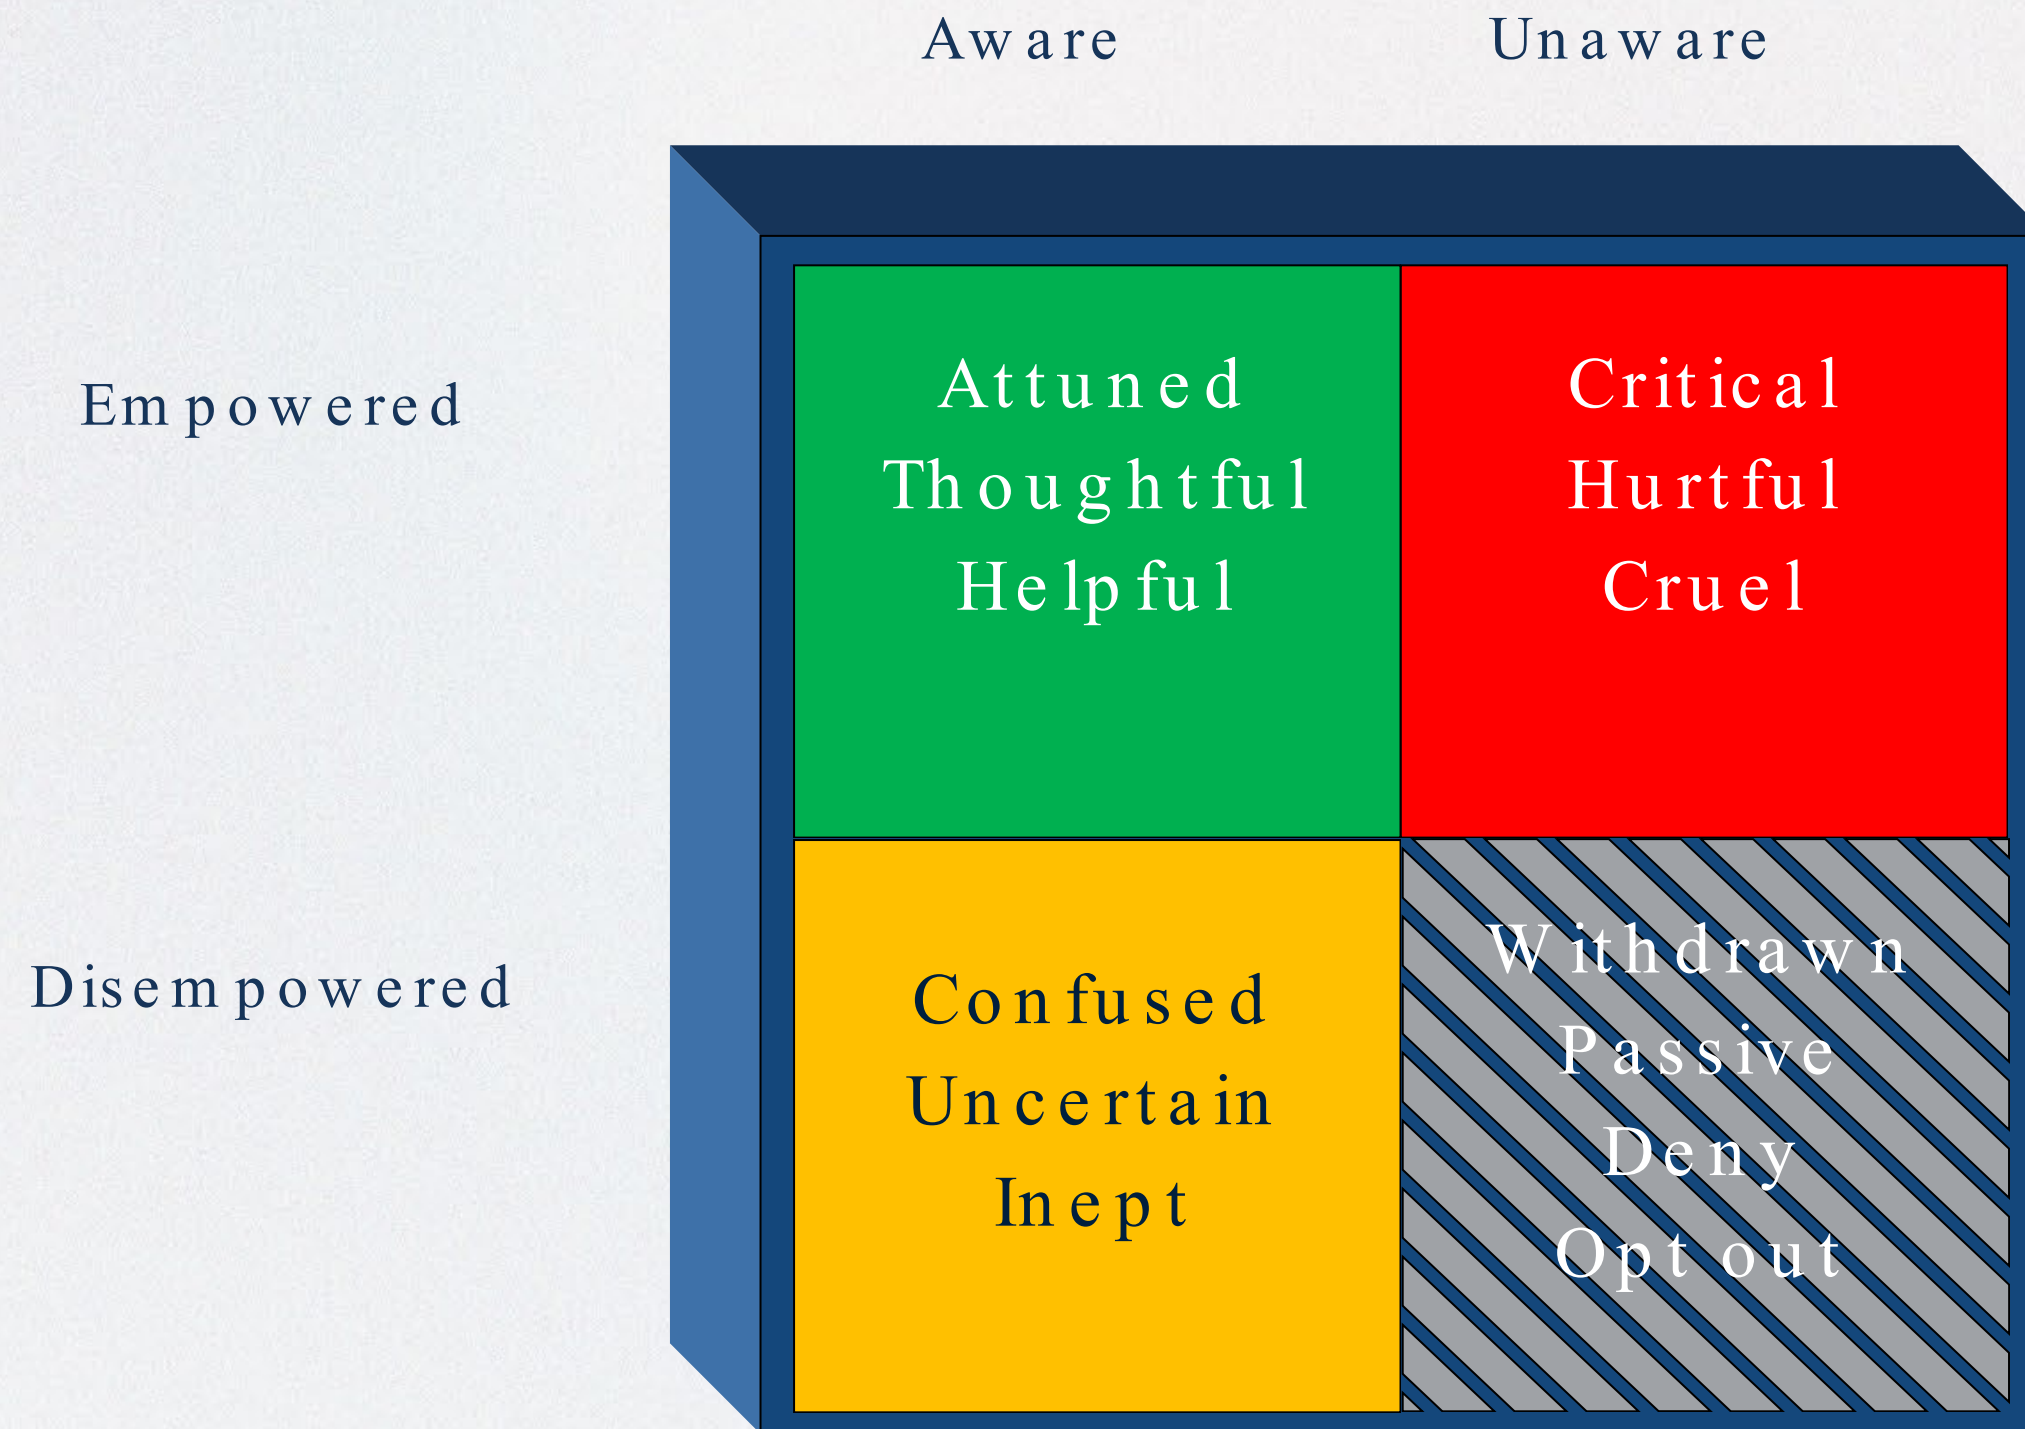 Aware Unaware
Empowered
Attuned
Thoughtful
Helpful
Critical
Hurtful
Cruel
Disempowered
Confused
Uncertain
Inept
Withdrawn
Passive
Deny
Opt out